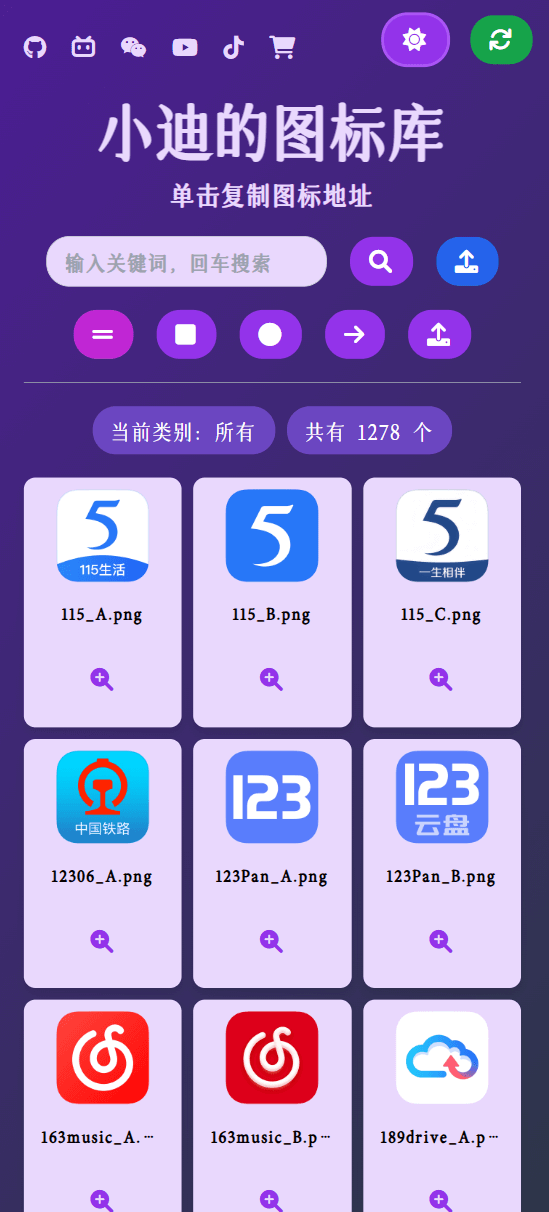 小迪的图标库
单击复制图标地址
输入关键词，回车搜索
当前类别：所有
共有 1278 个
5
115生活
5
5
一生相伴
115_A.png
115_B.png
115_C.png
中国铁路
123
123
云盘
12306_A.png
123Pan_A.png
123Pan_B.png
163music_A.···
163music_B.p···
189drive_A.p···